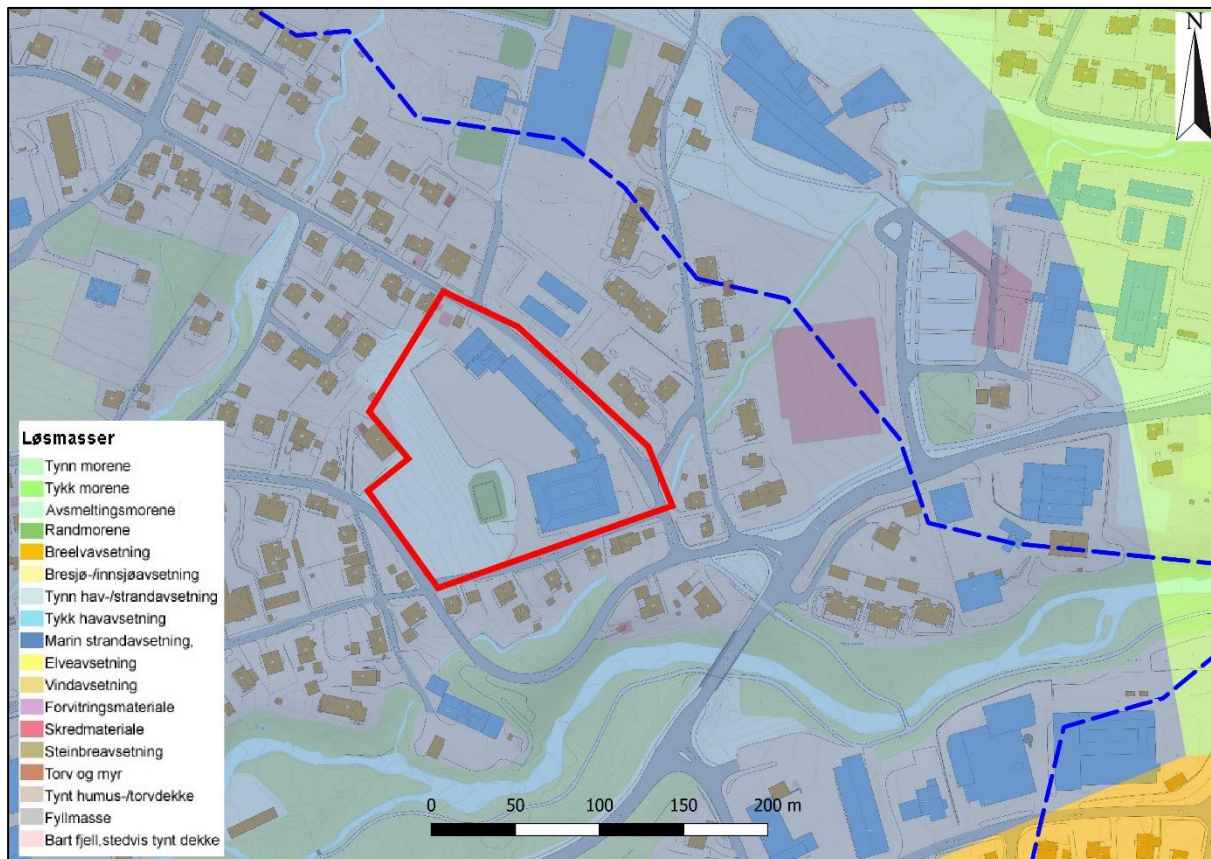 N
Løsmasser
Tynn morene
Tykk morene
Avsmeltingsmorene
Randmorene
Breelvavsetning
Bresjø-/innsjøavsetning
Tynn hav-/strandavsetning
Tykk havavsetning
Marin strandavsetning,
Elveavsetning
Vindavsetning
Forvitringsmateriale
Skredmateriale
Steinbreavsetning
Torv og myr
Tynt humus-/torvdekke
Fyllmasse
Bart fjell,stedvis tynt dekke
0 50 100 150 200 m